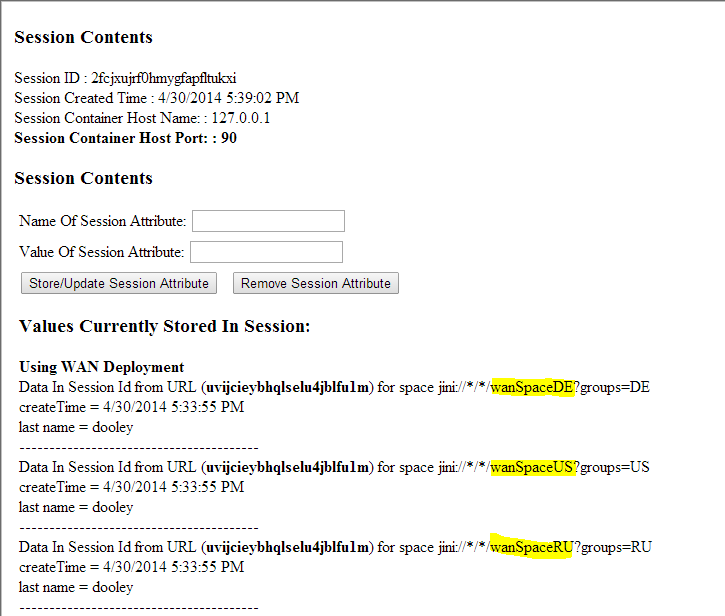 Session Contents
Session ID : 2fcjxujrf0hmygfapfltukxi
Session Created Time : 4/30/2014 5:39:02 PM
Session Container Host Name: : 127.0.0.1
Session Container Host Port: : 90
Session Contents
Name Of Session Attribute:
Value Of Session Attribute:
Store/Update Session Attribute Remove Session Attribute
Values Currently Stored In Session:
Using WAN Deployment
Data In Session Id from URL (uvijcieybhqlselu4jblfu1m) for space jini://*/*/wanSpaceDE?groups=DE
createTime = 4/30/2014 5:33:55 PM
last name = dooley
----------------------------------------
Data In Session Id from URL (uvijcieybhqlselu4jblfu1m) for space jini://*/*/wanSpaceUS?groups=US
createTime = 4/30/2014 5:33:55 PM
last name = dooley
----------------------------------------
Data In Session Id from URL (uvijcieybhqlselu4jblfu1m) for space jini://*/*/wanSpaceRU?groups=RU
createTime = 4/30/2014 5:33:55 PM
last name = dooley
----------------------------------------